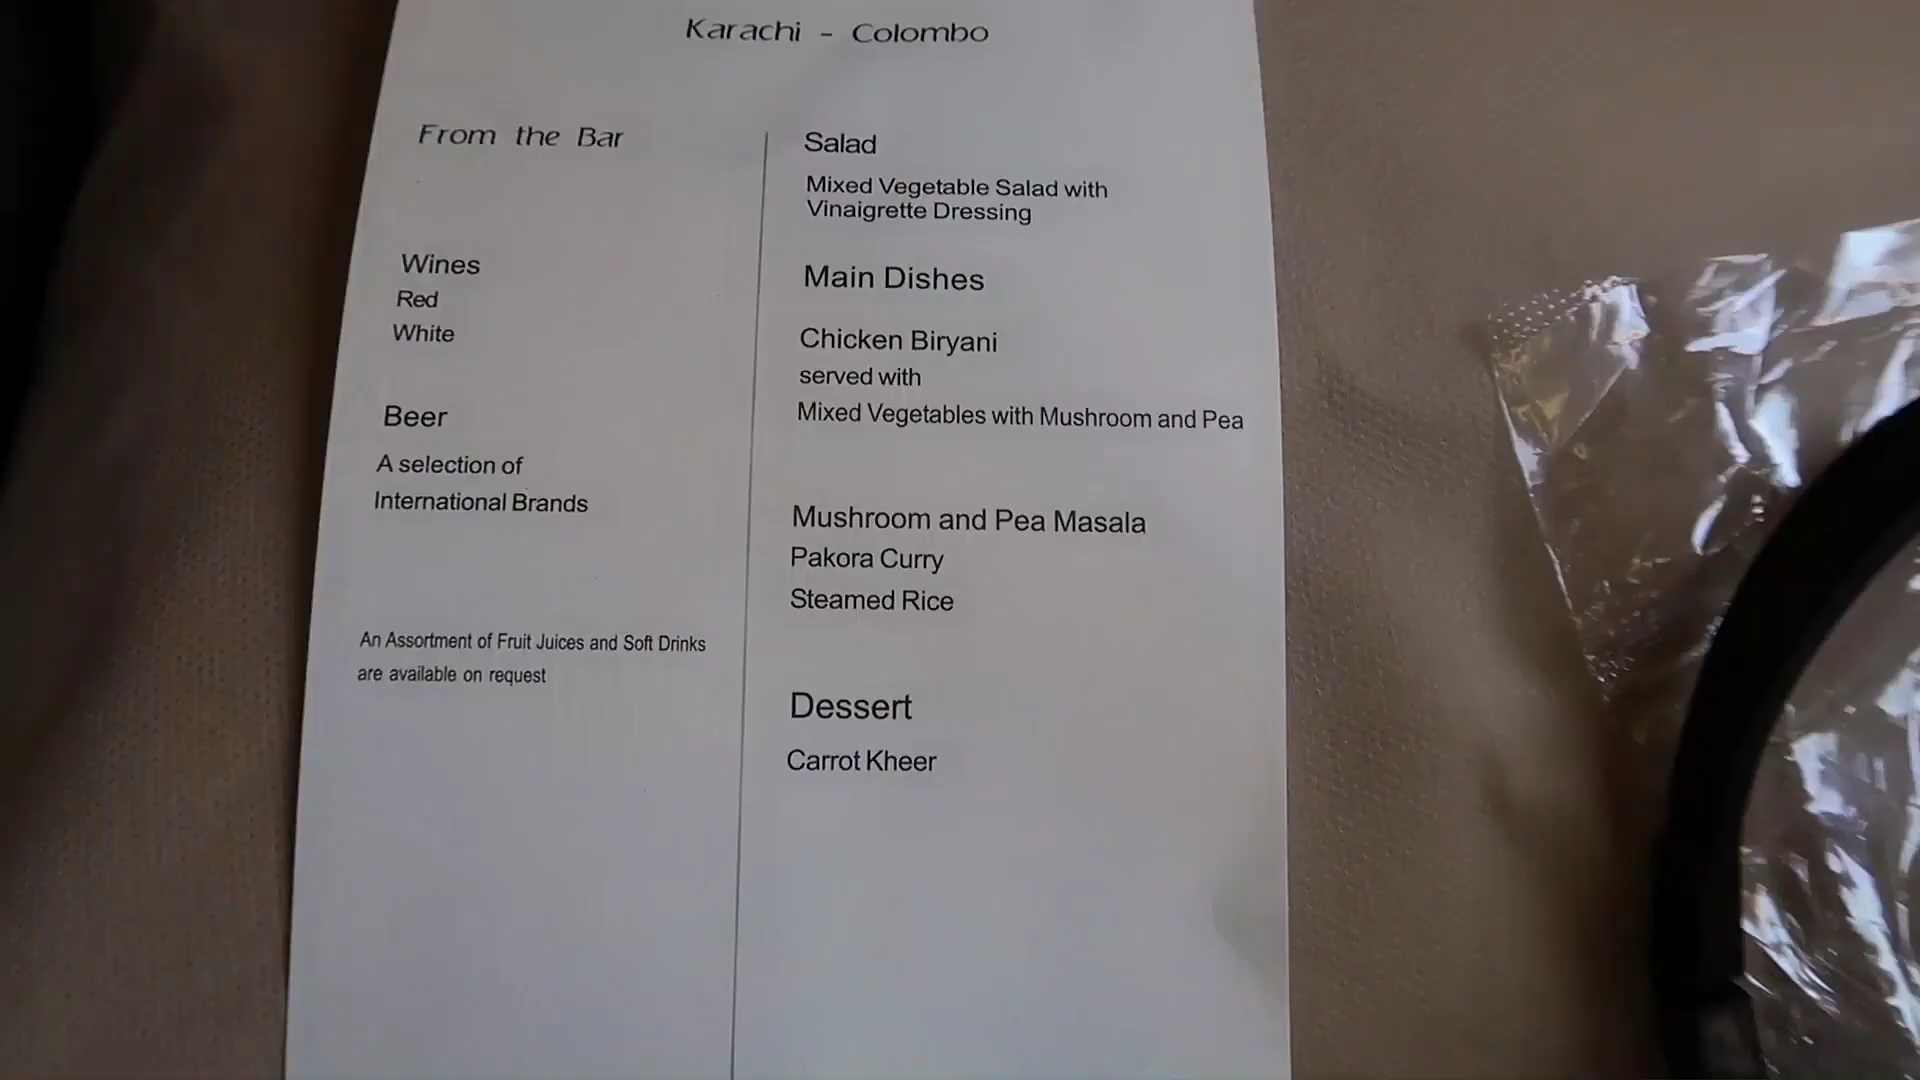 Karachi - Colombo
From the Bar
Wines
Red
White
Beer
A selection of
International Brands
An Assortment of Fruit Juices and Soft Drinks
are available on request
Salad
Mixed Vegetable Salad with
Vinaigrette Dressing
Main Dishes
Chicken Biryani
served with
Mixed Vegetables with Mushroom and Pea
Mushroom and Pea Masala
Pakora Curry
Steamed Rice
Dessert
Carrot Kheer